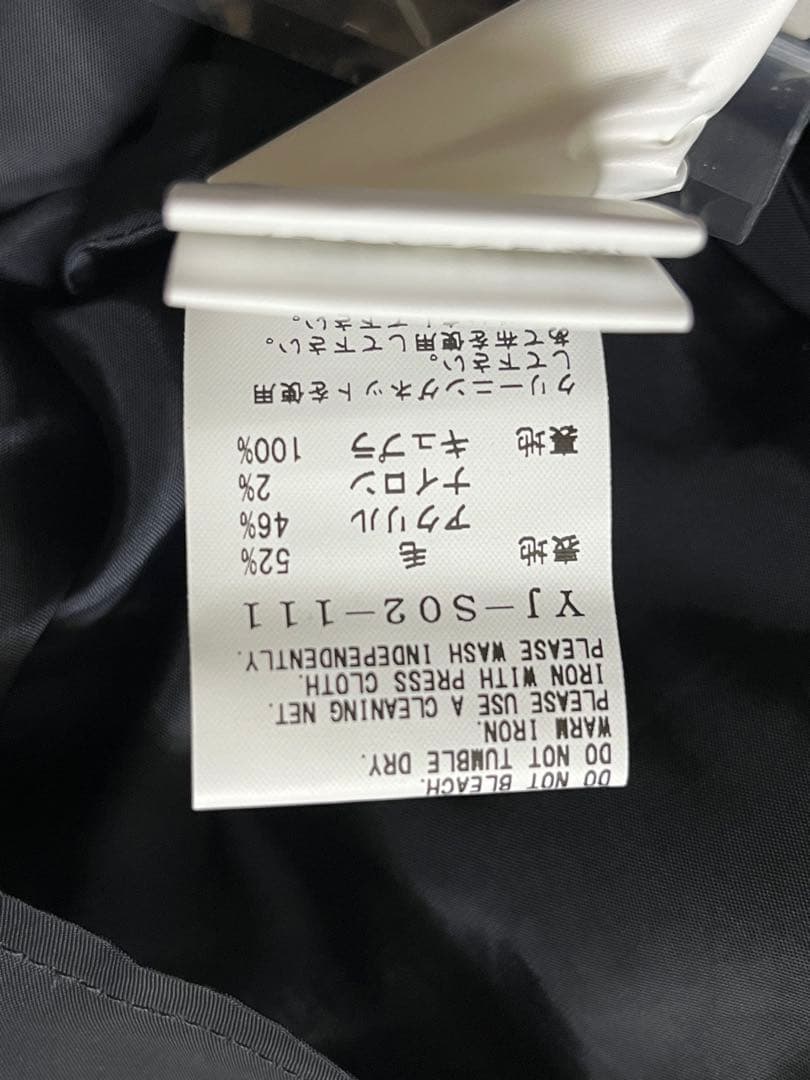 DO NOT BLEACH.
DO NOT TUMBLE DRY.
WARM IRON.
PLEASE USE A CLEANING NET.
IRON WITH PRESS CLOTH.
PLEASE WASH INDEPENDENTLY.
YJ-S02-111
表地 毛 52%
アクリル 46%
ナイロン 2%
裏地 キュプラ 100%
クリーニングネットを使用
して下さい。
あて布を使用して下さい。